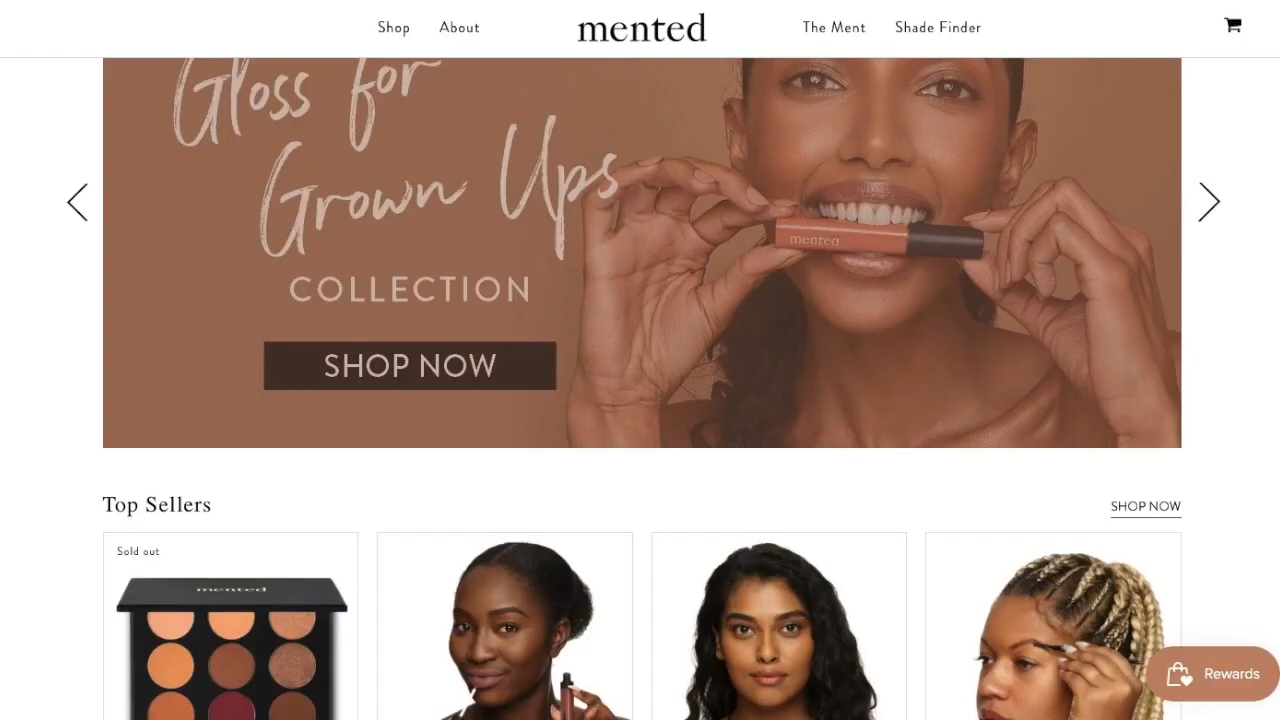 Shop About mented The Ment Shade Finder
Gloss for
Grown Ups
mented
COLLECTION
SHOP NOW
Top Sellers SHOP NOW
Sold out
mented
Rewards